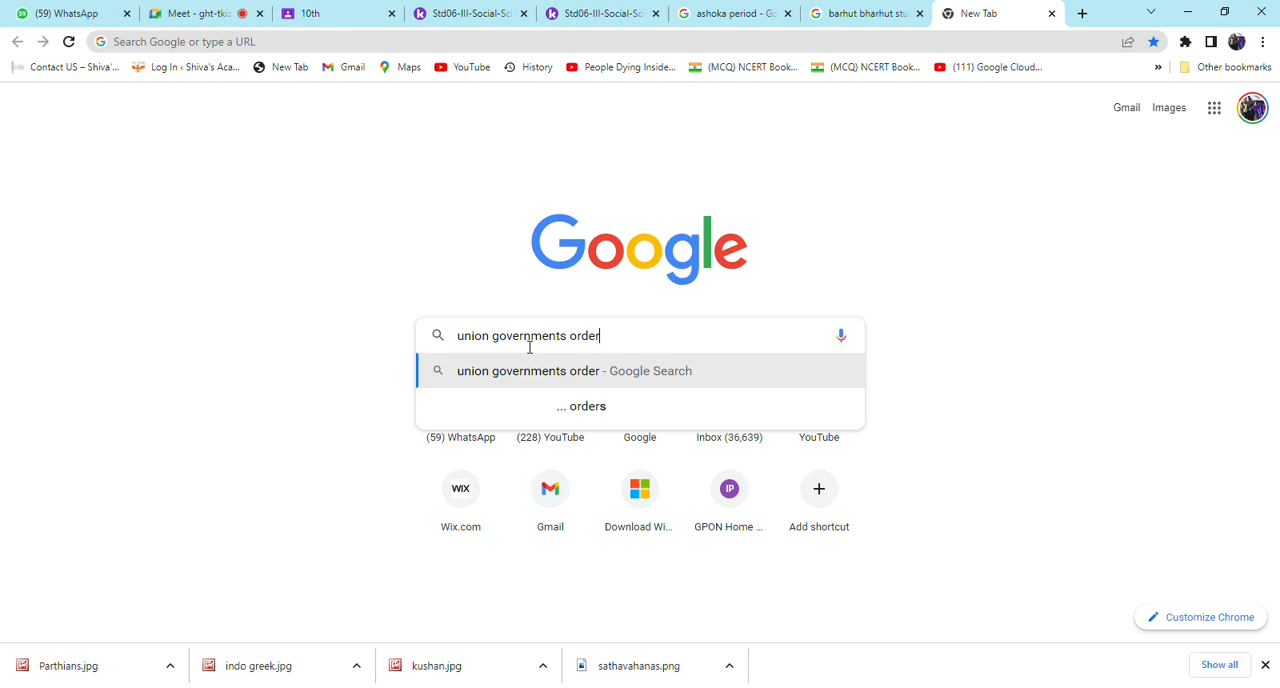 (59) WhatsApp
Meet - ght-tkiz
10th
Std06-III-Social-Sci
Std06-III-Social-Sci
ashoka period - Go
barhut bharhut stu
New Tab
Search Google or type a URL
Contact US – Shiva'...
Log In ‹ Shiva's Aca...
New Tab
Gmail
Maps
YouTube
History
People Dying Inside...
(MCQ) NCERT Book...
(MCQ) NCERT Book...
(111) Google Cloud...
»
Other bookmarks
Gmail Images
Google
union governments order
union governments order - Google Search
... orders
(59) WhatsApp
(228) YouTube
Google
Inbox (36,639)
YouTube
WIX
IP
Wix.com
Gmail
Download Wi...
GPON Home ...
Add shortcut
Customize Chrome
Parthians.jpg
indo greek.jpg
kushan.jpg
sathavahanas.png
Show all